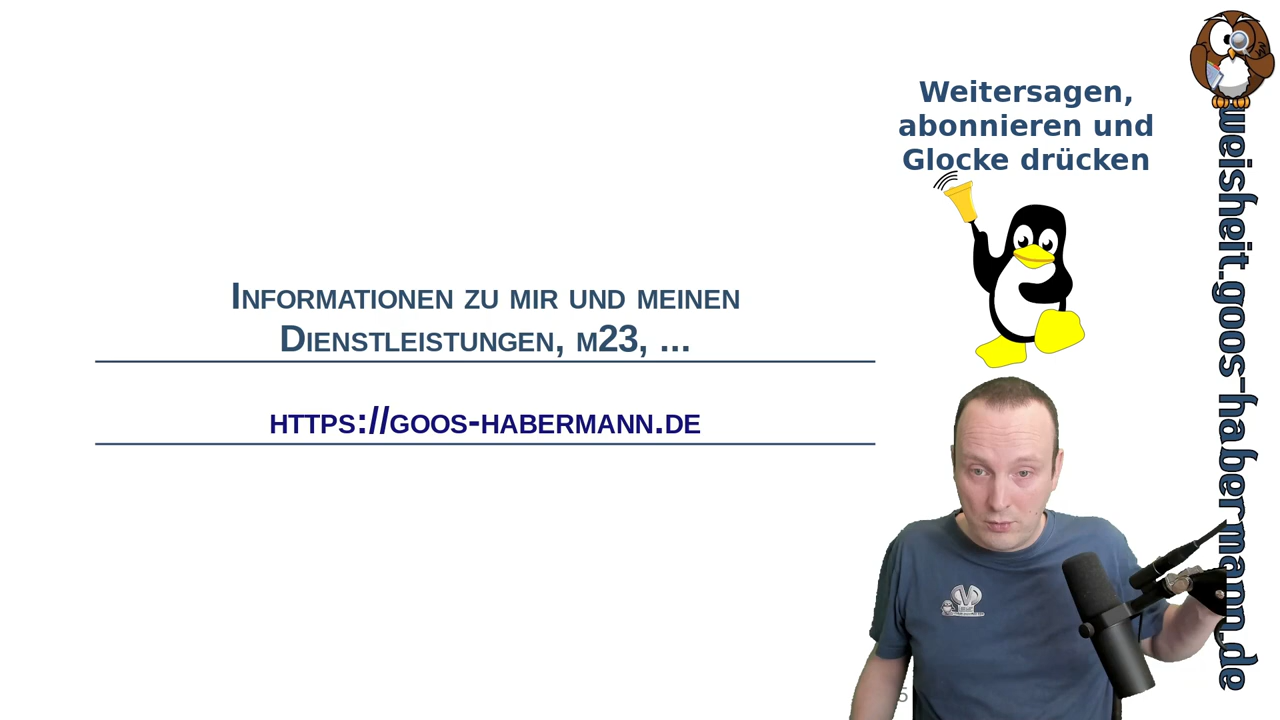 Weitersagen,
abonnieren und
Glocke drücken
Informationen zu mir und meinen
Dienstleistungen, m23, ...
https://goos-habermann.de
weisheit.goos-habermann.de
5